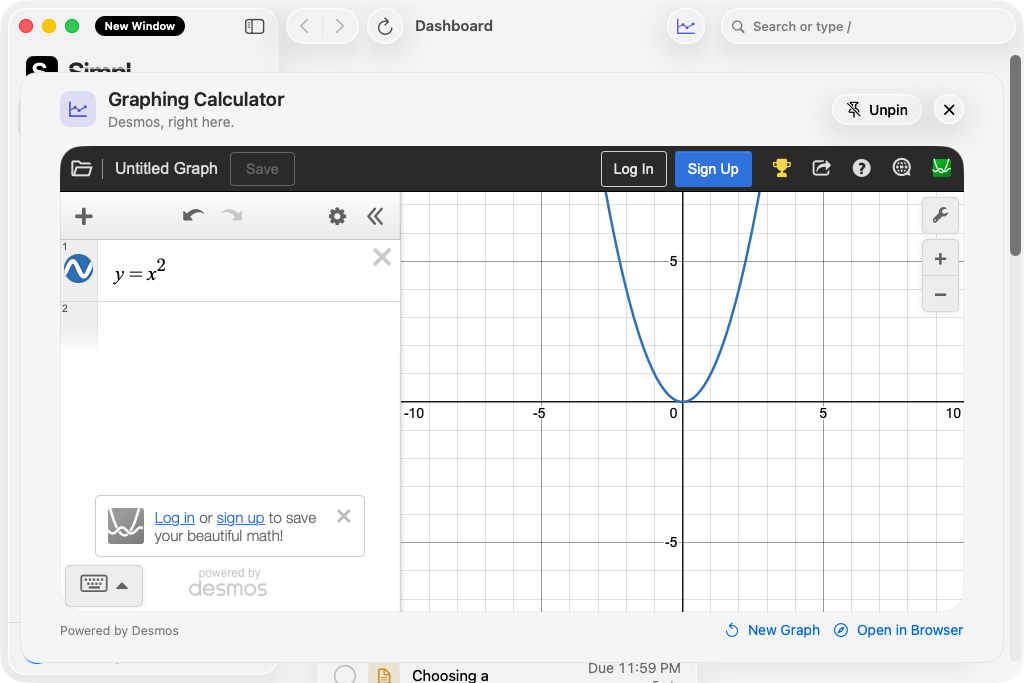 New Window
Dashboard
Search or type /
Graphing Calculator
Desmos, right here.
Unpin
Untitled Graph
Save
Log In
Sign Up
1
y = x²
2
5
-10
-5
0
5
10
-5
Log in or sign up to save
your beautiful math!
powered by
desmos
Powered by Desmos
New Graph
Open in Browser
Choosing a
Due 11:59 PM